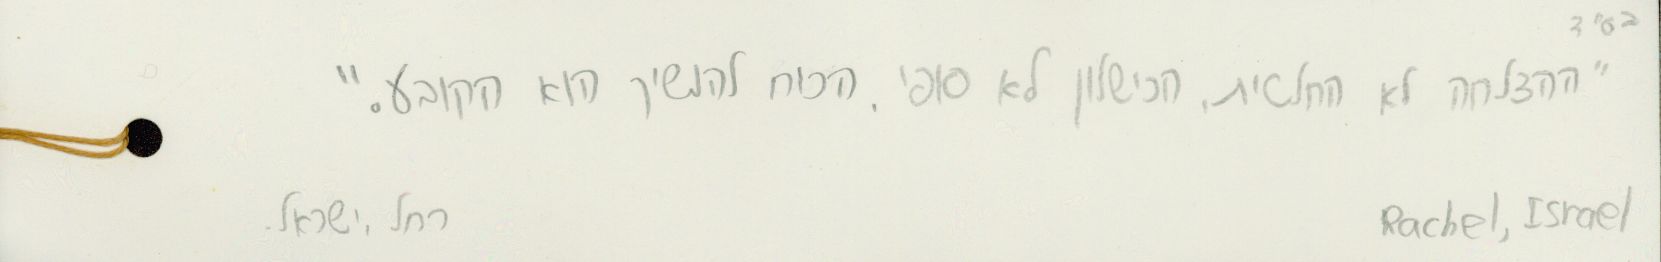 בס"ד
"ההצלחה לא החלטית, הכישלון לא סופי, הכוח להמשיך הוא הקובע."
רחל, ישראל.
Rachel, Israel